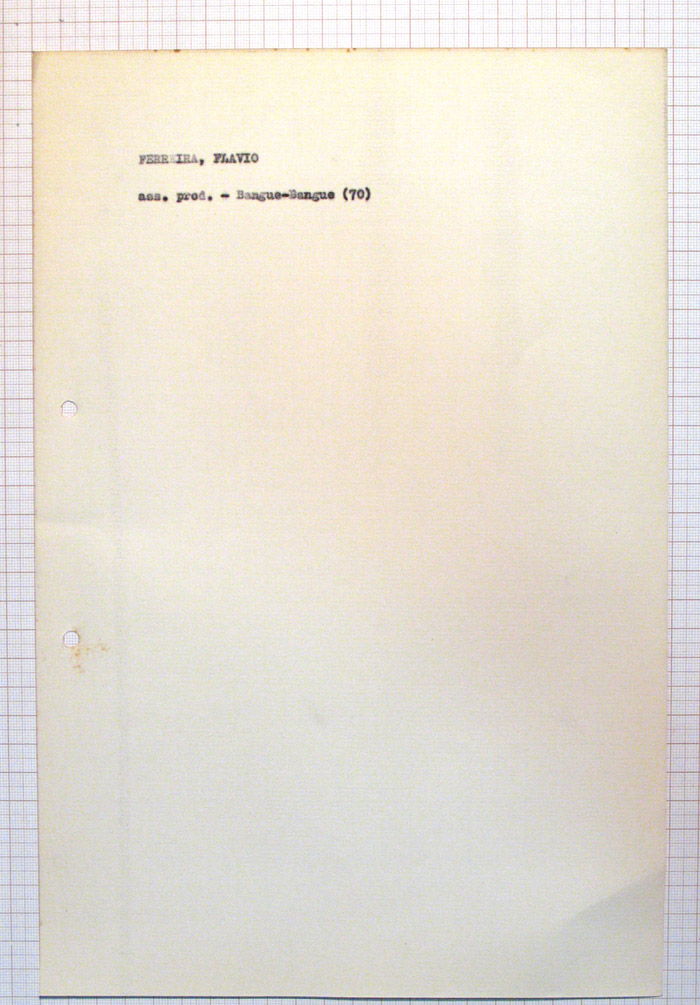 FERREIRA, FLAVIO
ass. prod. - Bangue-Bangue (70)